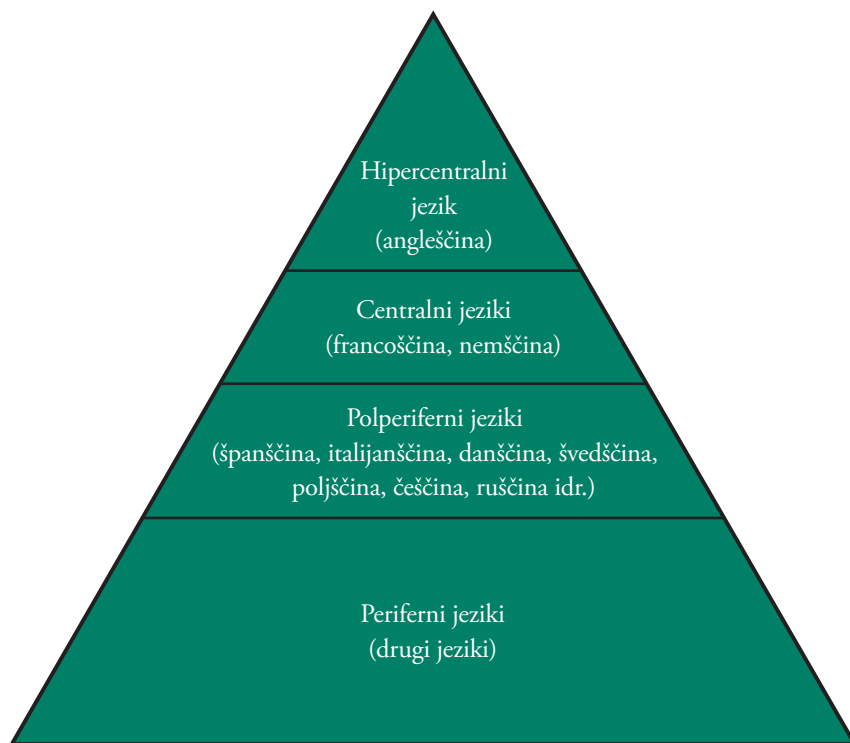 Hipercentralni
jezik
(angleščina)
Centralni jeziki
(francoščina, nemščina)
Polperiferni jeziki
(španščina, italijanščina, danščina, švedščina,
poljščina, češčina, ruščina idr.)
Periferni jeziki
(drugi jeziki)